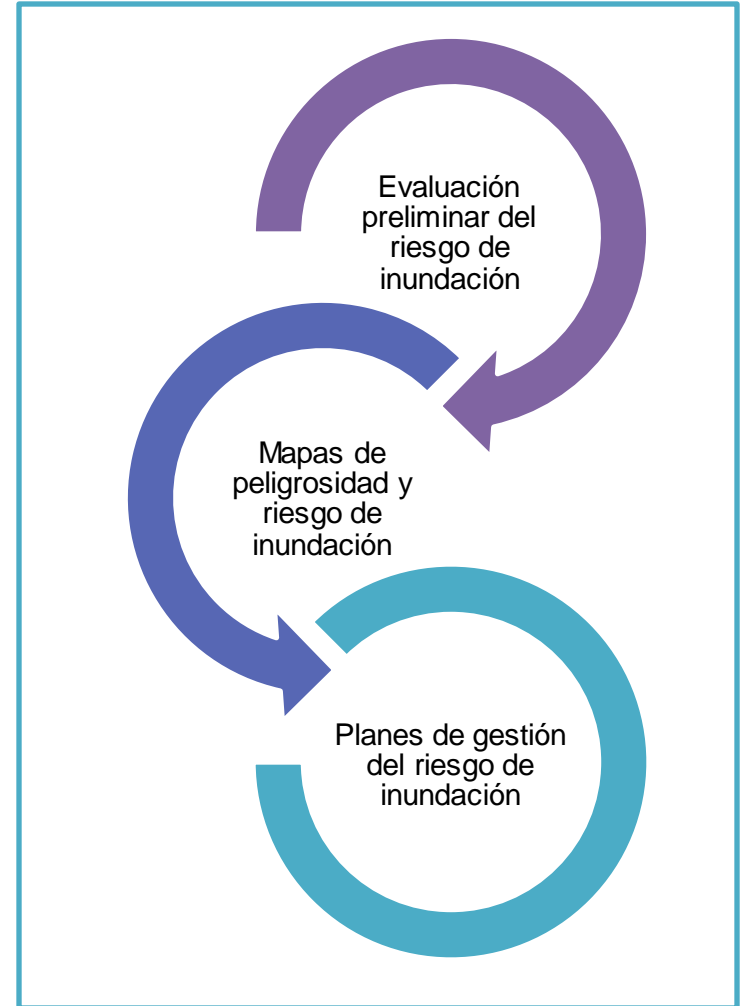 Evaluación
preliminar del
riesgo de
inundación
Mapas de
peligrosidad y
riesgo de
inundación
Planes de gestión
del riesgo de
inundación